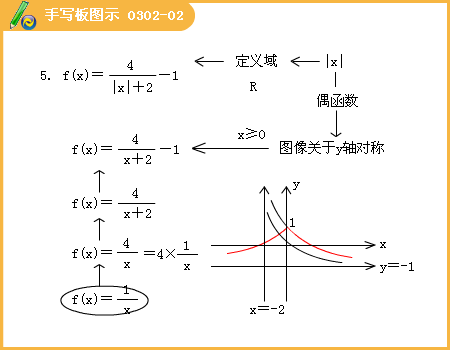 手写板图示 0302-02
5. f(x)=4/(|x|+2)-1 ← 定义域 ← |x|
R
偶函数
f(x)=4/(x+2)-1 ← x≥0 图像关于y轴对称
f(x)=4/(x+2)
y
1
f(x)=4/x=4×1/x
x
y=-1
f(x)=1/x
x=-2